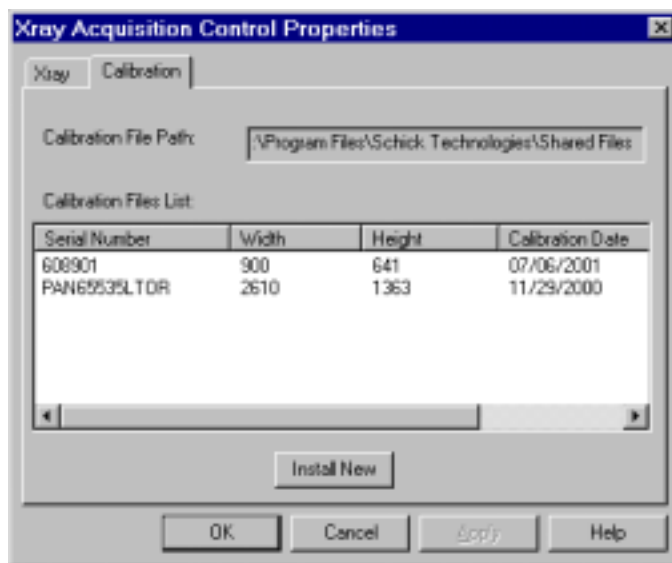 Xray Acquisition Control Properties
Xray Calibration
Calibration File Path: :\Program Files\Schick Technologies\Shared Files
Calibration Files List:
Serial Number Width Height Calibration Date
608901 900 641 07/06/2001
PAN65535LTOR 2610 1363 11/29/2000
Install New
OK Cancel Apply Help